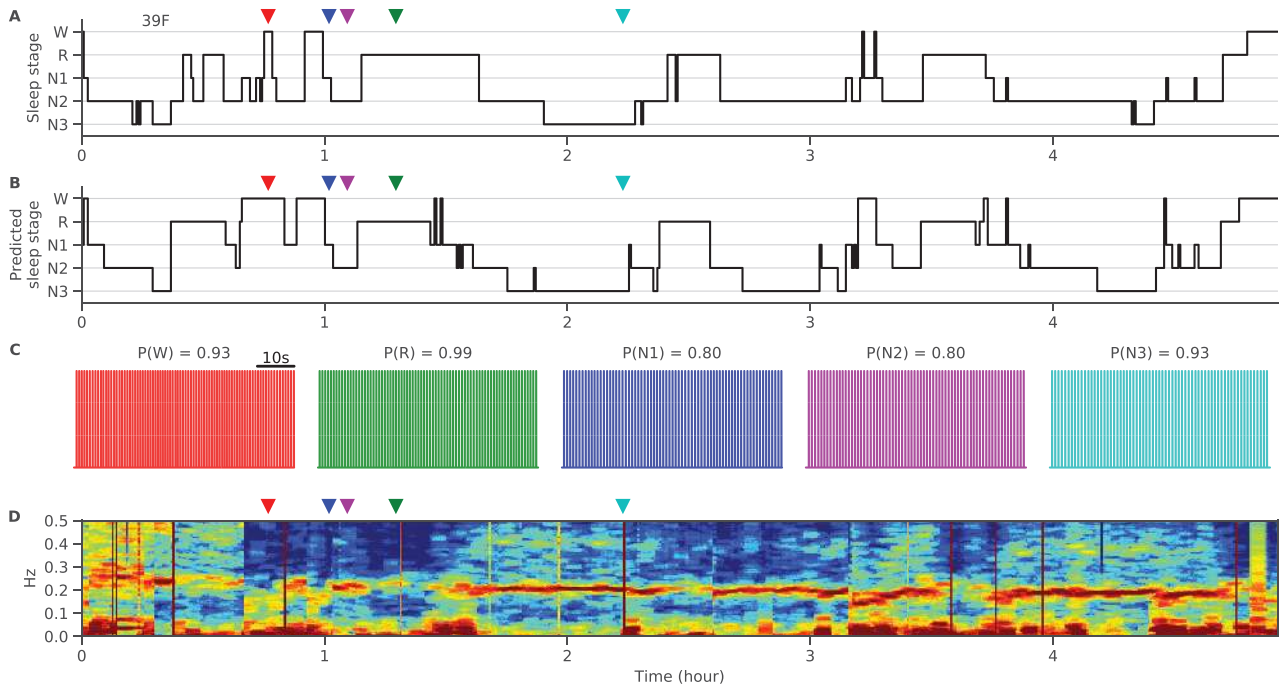 A
39F
Sleep stage
W
R
N1
N2
N3
0 1 2 3 4
B
Predicted
sleep stage
W
R
N1
N2
N3
0 1 2 3 4
C
P(W) = 0.93
10s
P(R) = 0.99
P(N1) = 0.80
P(N2) = 0.80
P(N3) = 0.93
D
Hz
0.5
0.4
0.3
0.2
0.1
0.0
0 1 2 3 4
Time (hour)